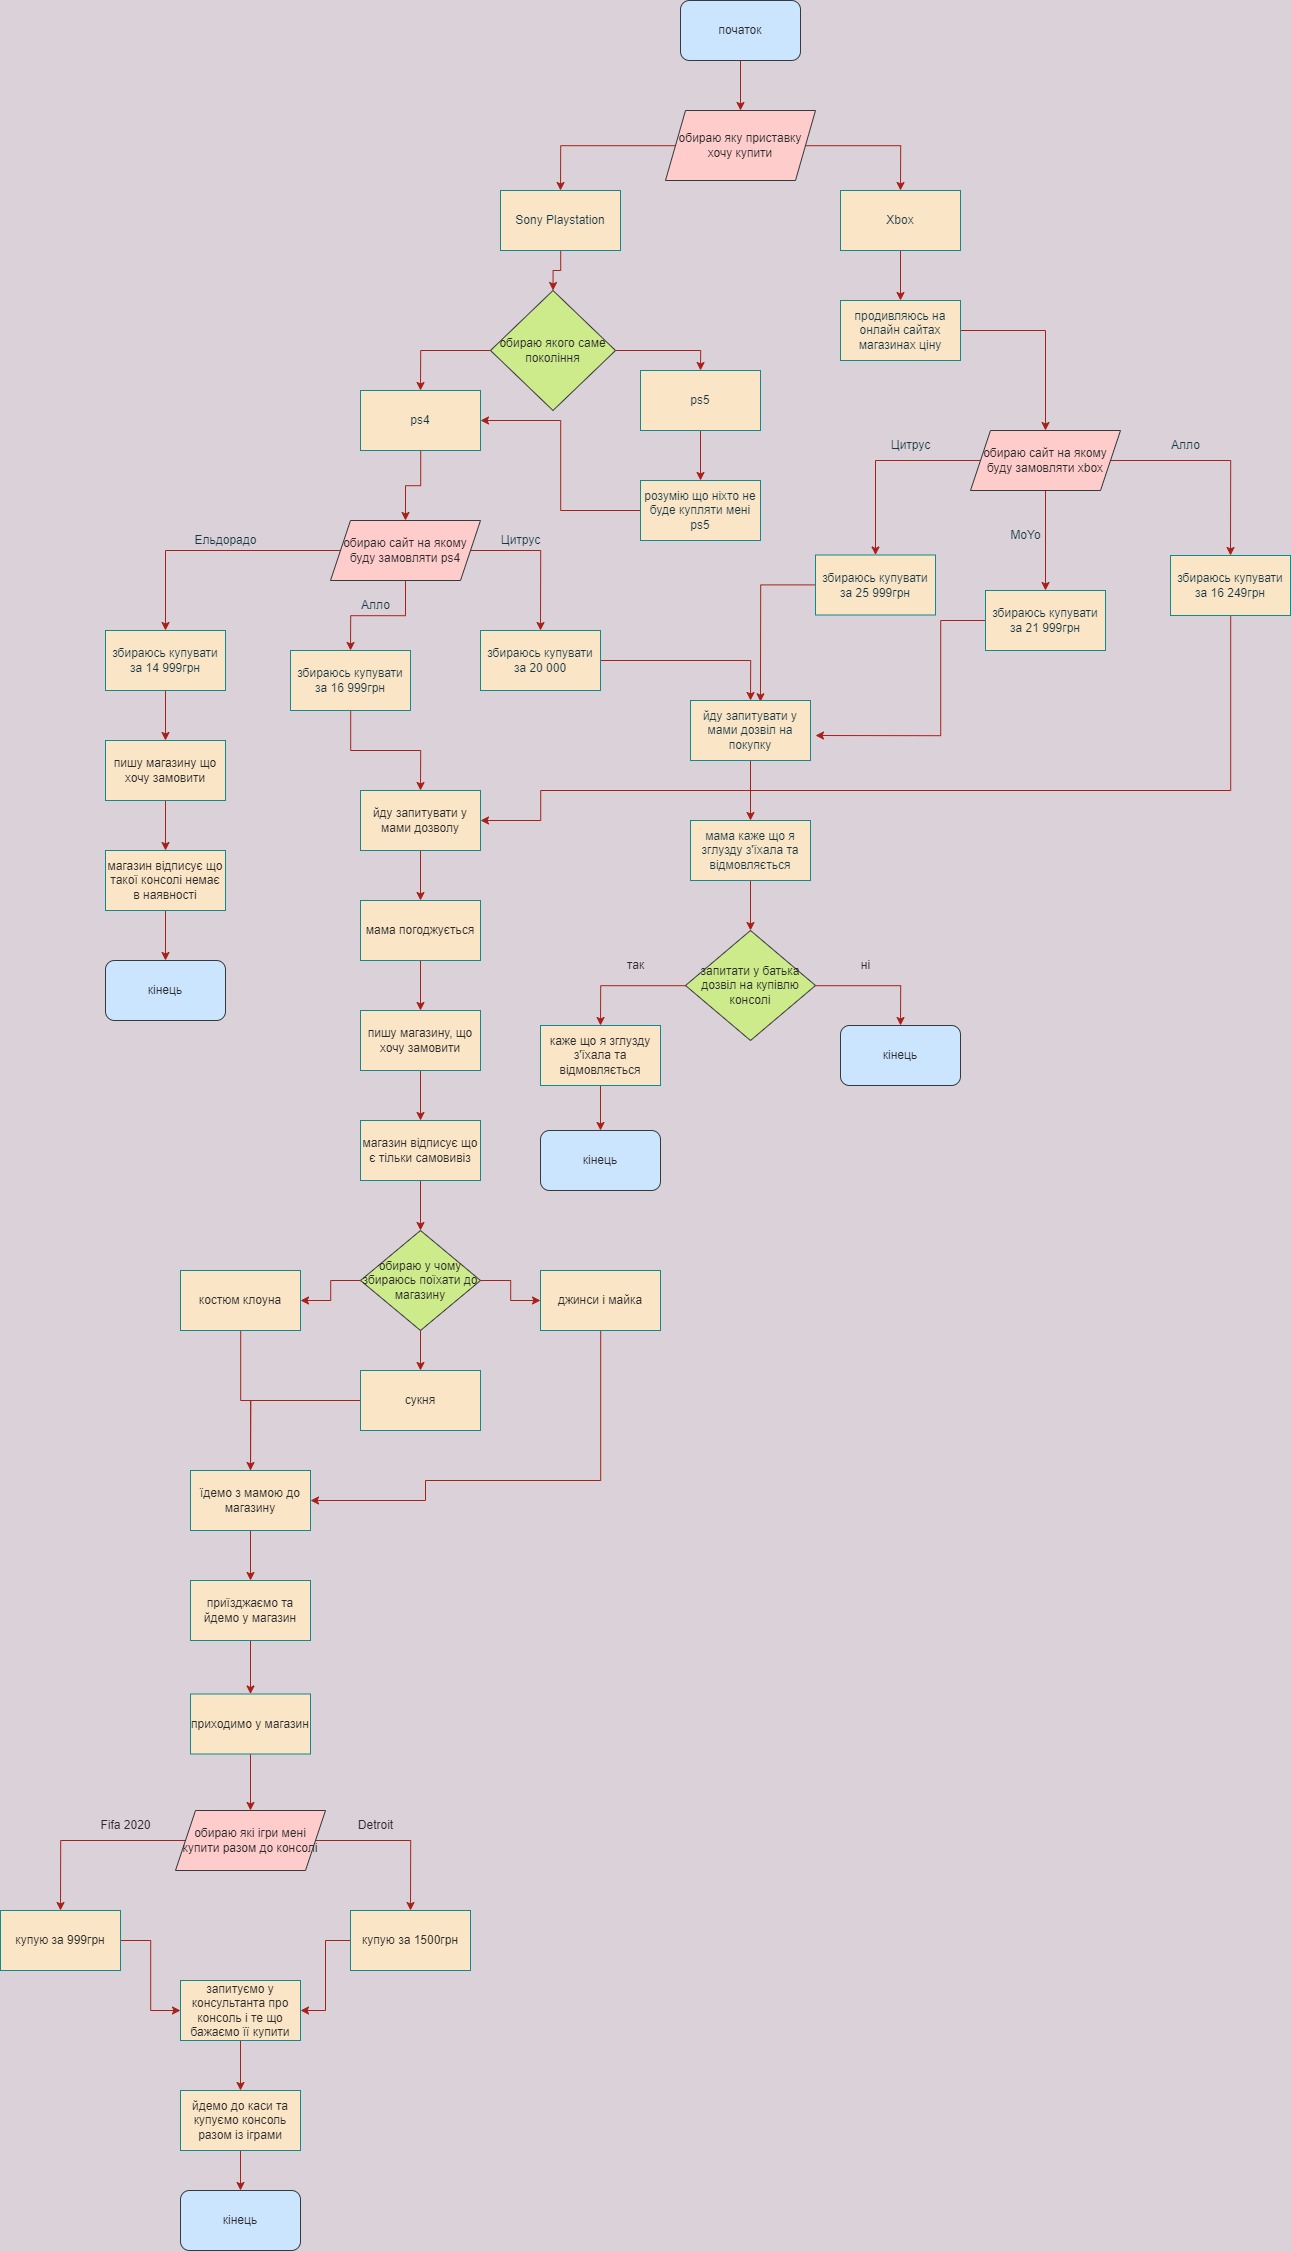 початок
обираю яку приставку
хочу купити
Sony Playstation
Xbox
продивляюсь на
онлайн сайтах
магазинах ціну
обираю якого саме
покоління
ps4
ps5
розумію що ніхто не
буде купляти мені
ps5
Цитрус
обираю сайт на якому
буду замовляти xbox
Алло
MoYo
збираюсь купувати
за 25 999грн
збираюсь купувати
за 21 999грн
збираюсь купувати
за 16 249грн
Ельдорадо
обираю сайт на якому
буду замовляти ps4
Цитрус
Алло
збираюсь купувати
за 14 999грн
збираюсь купувати
за 16 999грн
збираюсь купувати
за 20 000
йду запитувати у
мами дозвіл на
покупку
пишу магазину що
хочу замовити
йду запитувати у
мами дозволу
мама каже що я
зглузду з'їхала та
відмовляється
магазин відписує що
такої консолі немає
в наявності
мама погоджується
так
запитати у батька
дозвіл на купівлю
консолі
ні
кінець
пишу магазину, що
хочу замовити
каже що я зглузду
з'їхала та
відмовляється
кінець
магазин відписує що
є тільки самовивіз
кінець
костюм клоуна
обираю у чому
збираюсь поїхати до
магазину
джинси і майка
сукня
їдемо з мамою до
магазину
приїзджаємо та
йдемо у магазин
приходимо у магазин
Fifa 2020
обираю які ігри мені
купити разом до консолі
Detroit
купую за 999грн
купую за 1500грн
запитуємо у
консультанта про
консоль і те що
бажаємо її купити
йдемо до каси та
купуємо консоль
разом із іграми
кінець